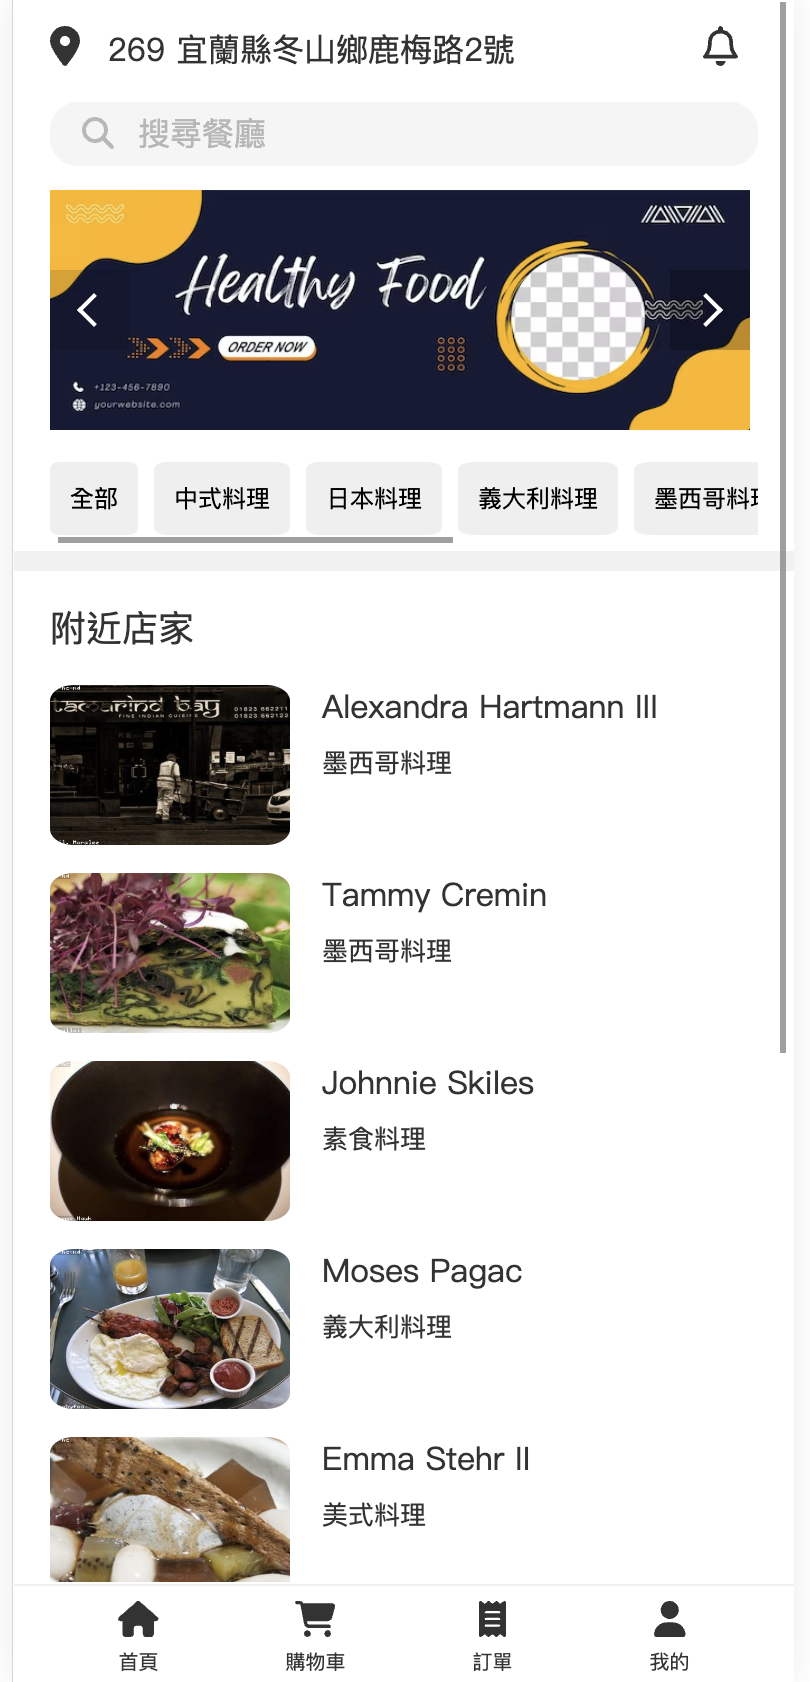 269 宜蘭縣冬山鄉鹿梅路2號
搜尋餐廳
Healthy Food
ORDER NOW
+123-456-7890
yourwebsite.com
全部
中式料理
日本料理
義大利料理
墨西哥料理
附近店家
tamarind bay
FINE INDIAN CUISINE
01623 662211
01623 662122
Alexandra Hartmann III
墨西哥料理
Tammy Cremin
墨西哥料理
Johnnie Skiles
素食料理
Moses Pagac
義大利料理
Emma Stehr II
美式料理
首頁
購物車
訂單
我的